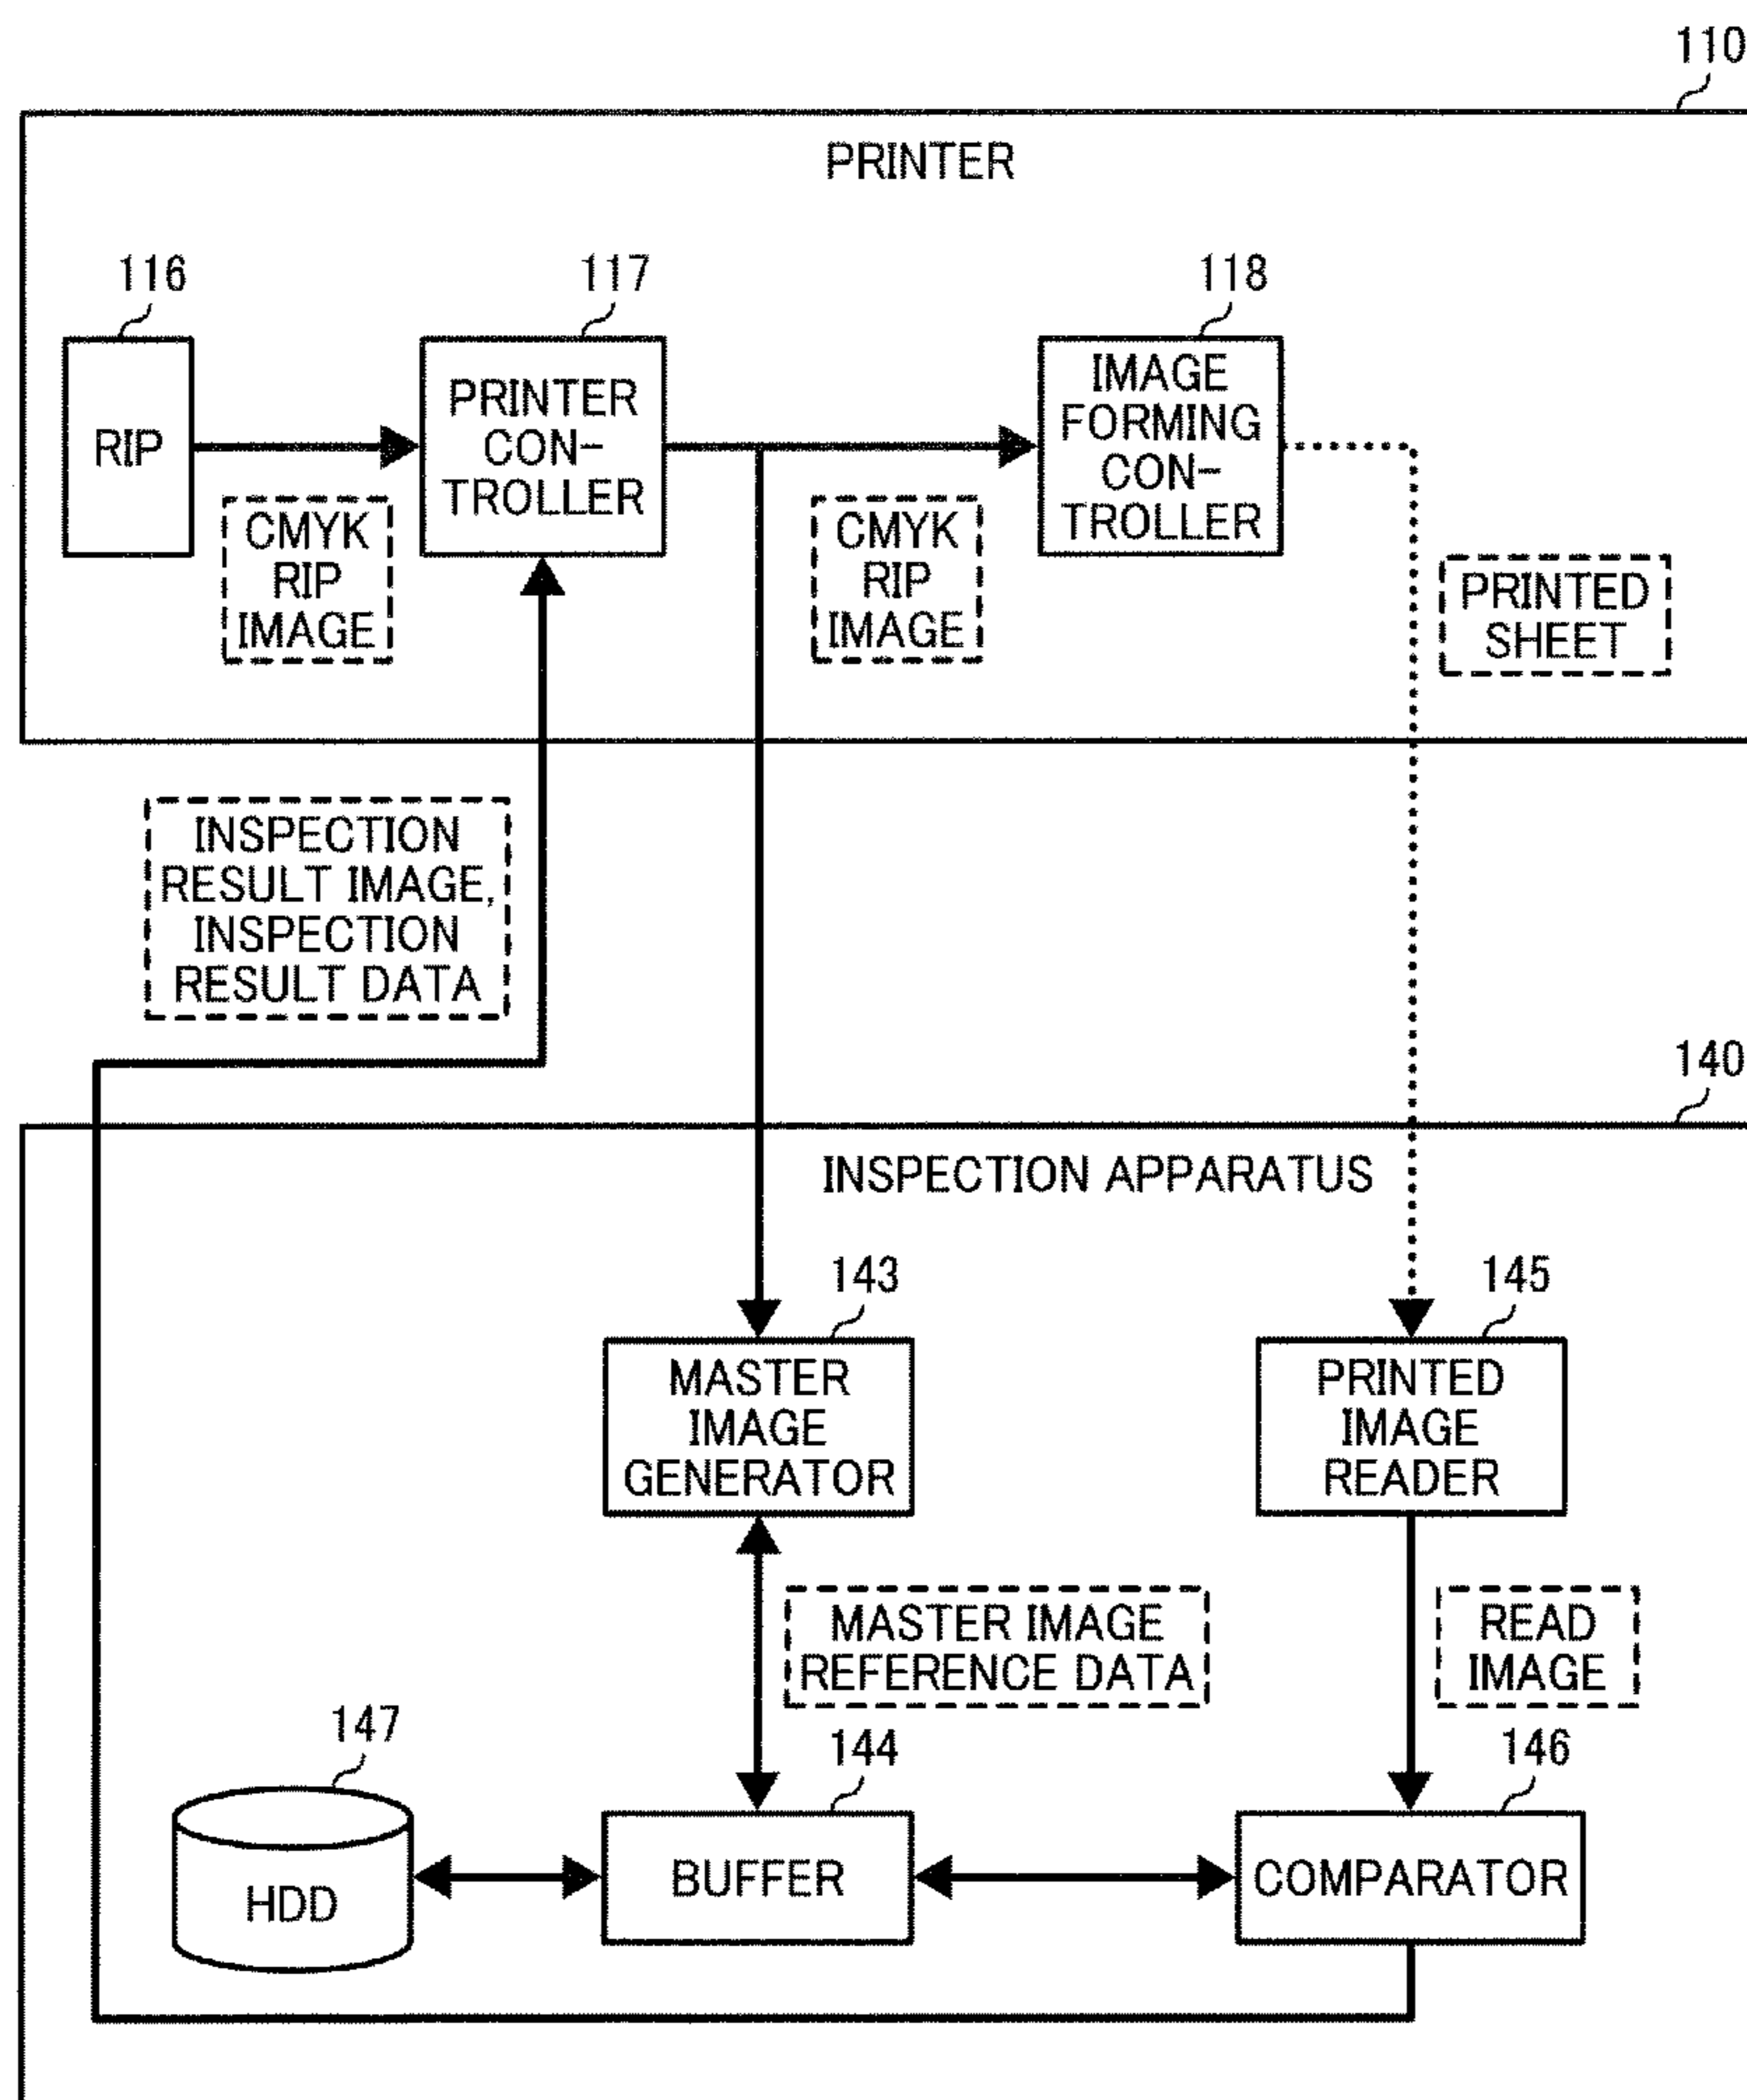 110
PRINTER
116
117
118
RIP
PRINTER
CON-
TROLLER
IMAGE
FORMING
CON-
TROLLER
CMYK
RIP
IMAGE
CMYK
RIP
IMAGE
PRINTED
SHEET
INSPECTION
RESULT IMAGE,
INSPECTION
RESULT DATA
140
INSPECTION APPARATUS
143
145
MASTER
IMAGE
GENERATOR
PRINTED
IMAGE
READER
MASTER IMAGE
REFERENCE DATA
READ
IMAGE
147
144
146
HDD
BUFFER
COMPARATOR